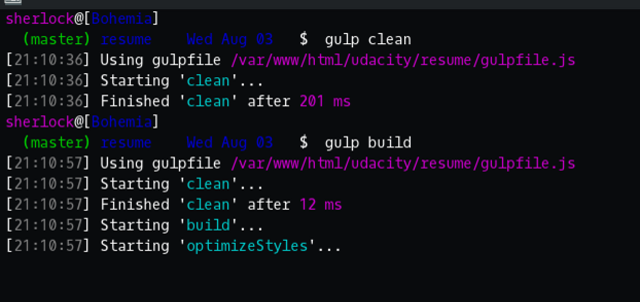 sherlock@[Bohemia]
(master) resume Wed Aug 03 $ gulp clean
[21:10:36] Using gulpfile /var/www/html/udacity/resume/gulpfile.js
[21:10:36] Starting 'clean'...
[21:10:36] Finished 'clean' after 201 ms
sherlock@[Bohemia]
(master) resume Wed Aug 03 $ gulp build
[21:10:57] Using gulpfile /var/www/html/udacity/resume/gulpfile.js
[21:10:57] Starting 'clean'...
[21:10:57] Finished 'clean' after 12 ms
[21:10:57] Starting 'build'...
[21:10:57] Starting 'optimizeStyles'...